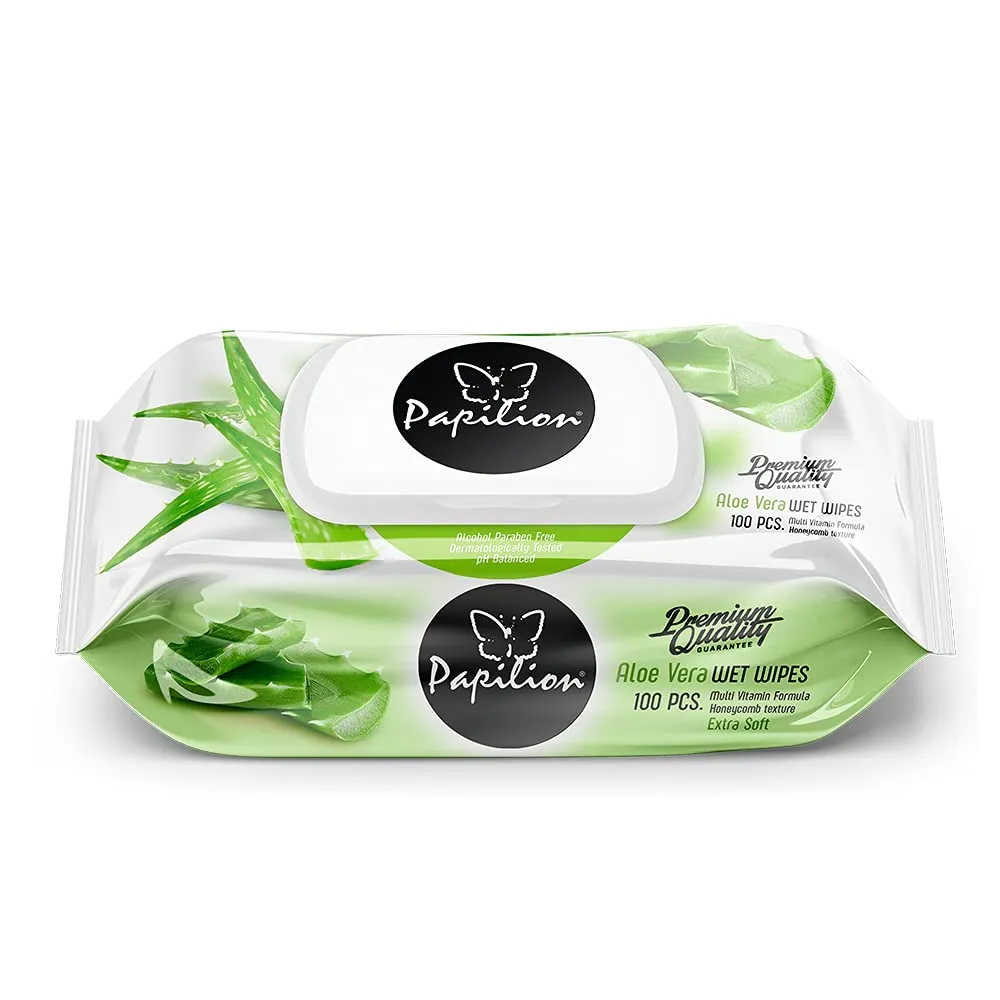 Papilion®
Premium
Quality
GUARANTEE
Aloe Vera WET WIPES
100 PCS. Multi Vitamin Formula
Honeycomb texture
Alcohol Paraben Free
Dermatologically Tested
pH Balanced
Papilion®
Premium
Quality
GUARANTEE
Aloe Vera WET WIPES
100 PCS. Multi Vitamin Formula
Honeycomb texture
Extra Soft